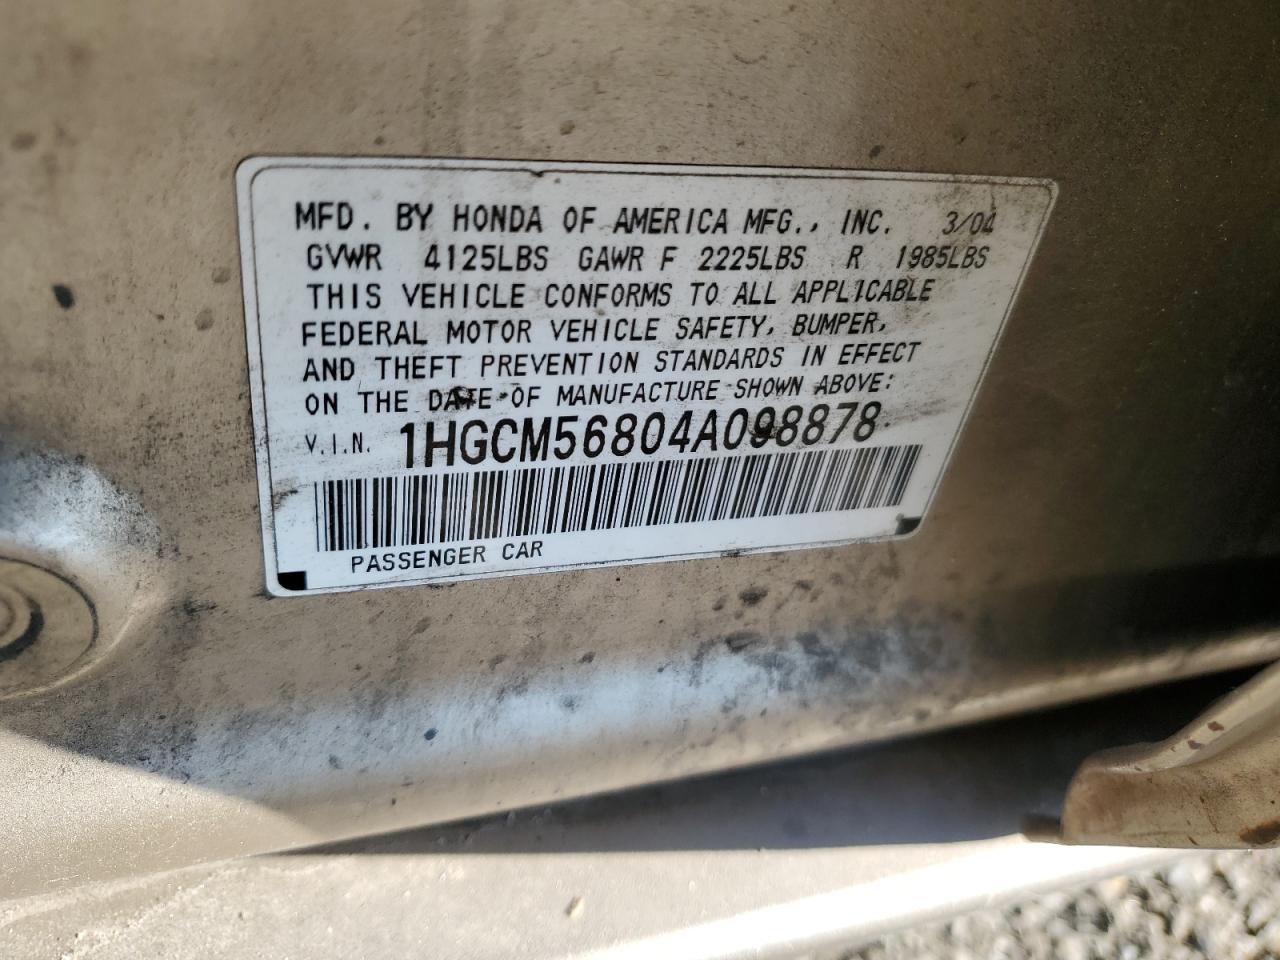 MFD. BY HONDA OF AMERICA MFG., INC. 3/04
GVWR 4125LBS GAWR F 2225LBS R 1985LBS
THIS VEHICLE CONFORMS TO ALL APPLICABLE
FEDERAL MOTOR VEHICLE SAFETY, BUMPER,
AND THEFT PREVENTION STANDARDS IN EFFECT
ON THE DATE OF MANUFACTURE SHOWN ABOVE:
V.I.N. 1HGCM56804A098878
PASSENGER CAR